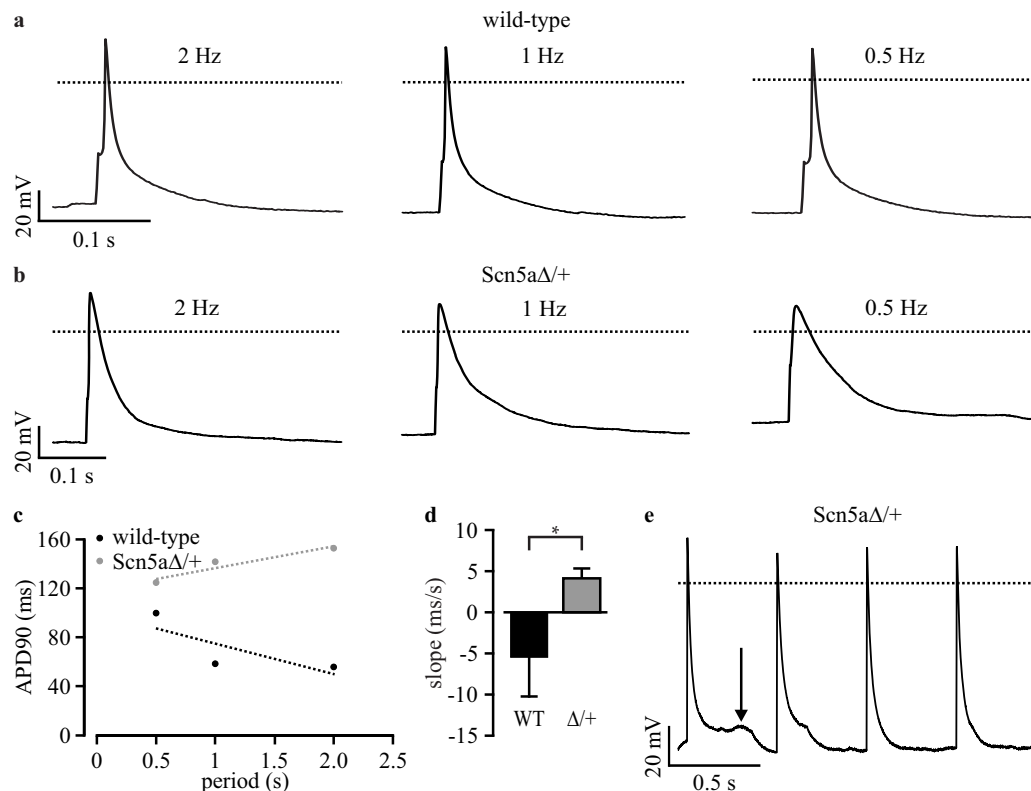 a
wild-type
2 Hz
1 Hz
0.5 Hz
20 mV
0.1 s
b
Scn5aΔ/+
2 Hz
1 Hz
0.5 Hz
20 mV
0.1 s
c
wild-type
Scn5aΔ/+
160
120
80
40
0
APD90 (ms)
0 0.5 1 1.5 2.0 2.5
period (s)
d
*
10
5
0
-5
-10
-15
slope (ms/s)
WT Δ/+
e
Scn5aΔ/+
20 mV
0.5 s